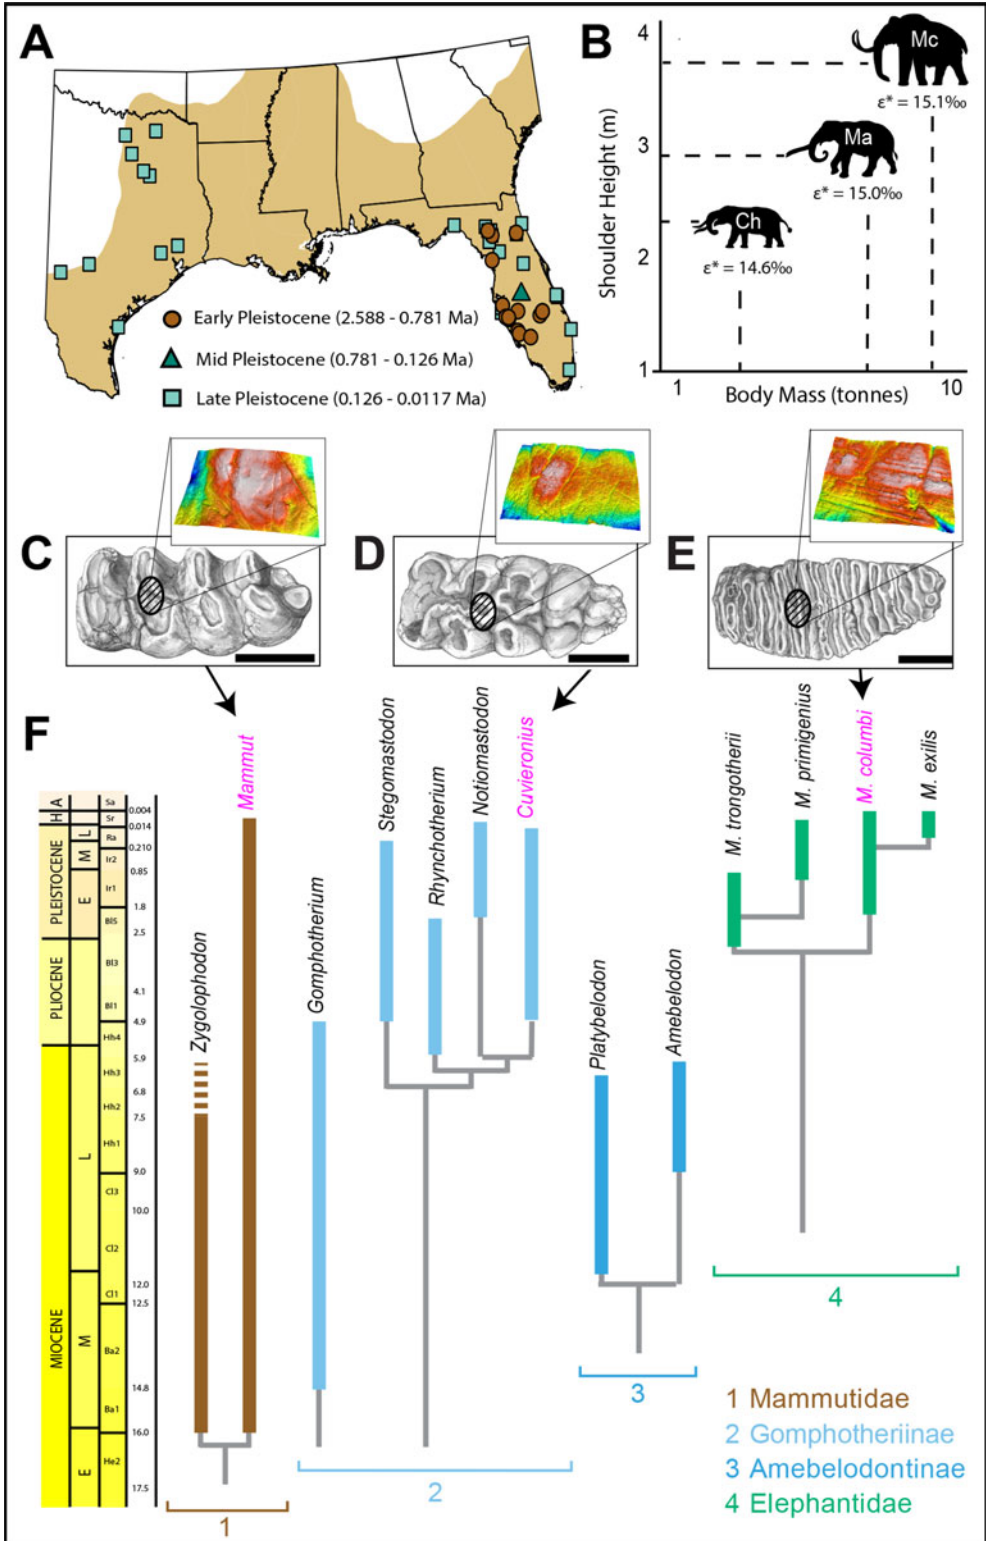 A
B
Early Pleistocene (2.588 - 0.781 Ma)
Mid Pleistocene (0.781 - 0.126 Ma)
Late Pleistocene (0.126 - 0.0117 Ma)
Shoulder Height (m)
4
3
2
1
Mc
ε* = 15.1‰
Ma
ε* = 15.0‰
Ch
ε* = 14.6‰
1
Body Mass (tonnes)
10
C
D
E
F
Mammut
Zygolophodon
Gomphotherium
Stegomastodon
Rhynchotherium
Notiomastodon
Cuvieronius
Platybelodon
Amebelodon
M. trongotherii
M. primigenius
M. columbi
M. exilis
H
A
PLEISTOCENE
PLIOCENE
MIOCENE
L
M
E
L
M
E
Sa
Sr
Ra
Ir2
Ir1
Bl5
Bl3
Bl1
Hh4
Hh3
Hh2
Hh1
Cl3
Cl2
Cl1
Ba2
Ba1
He2
0.004
0.014
0.210
0.85
1.8
2.5
4.1
4.9
5.9
6.8
7.5
9.0
10.0
12.0
12.5
14.8
16.0
17.5
1
2
3
4
1 Mammutidae
2 Gomphotheriinae
3 Amebelodontinae
4 Elephantidae